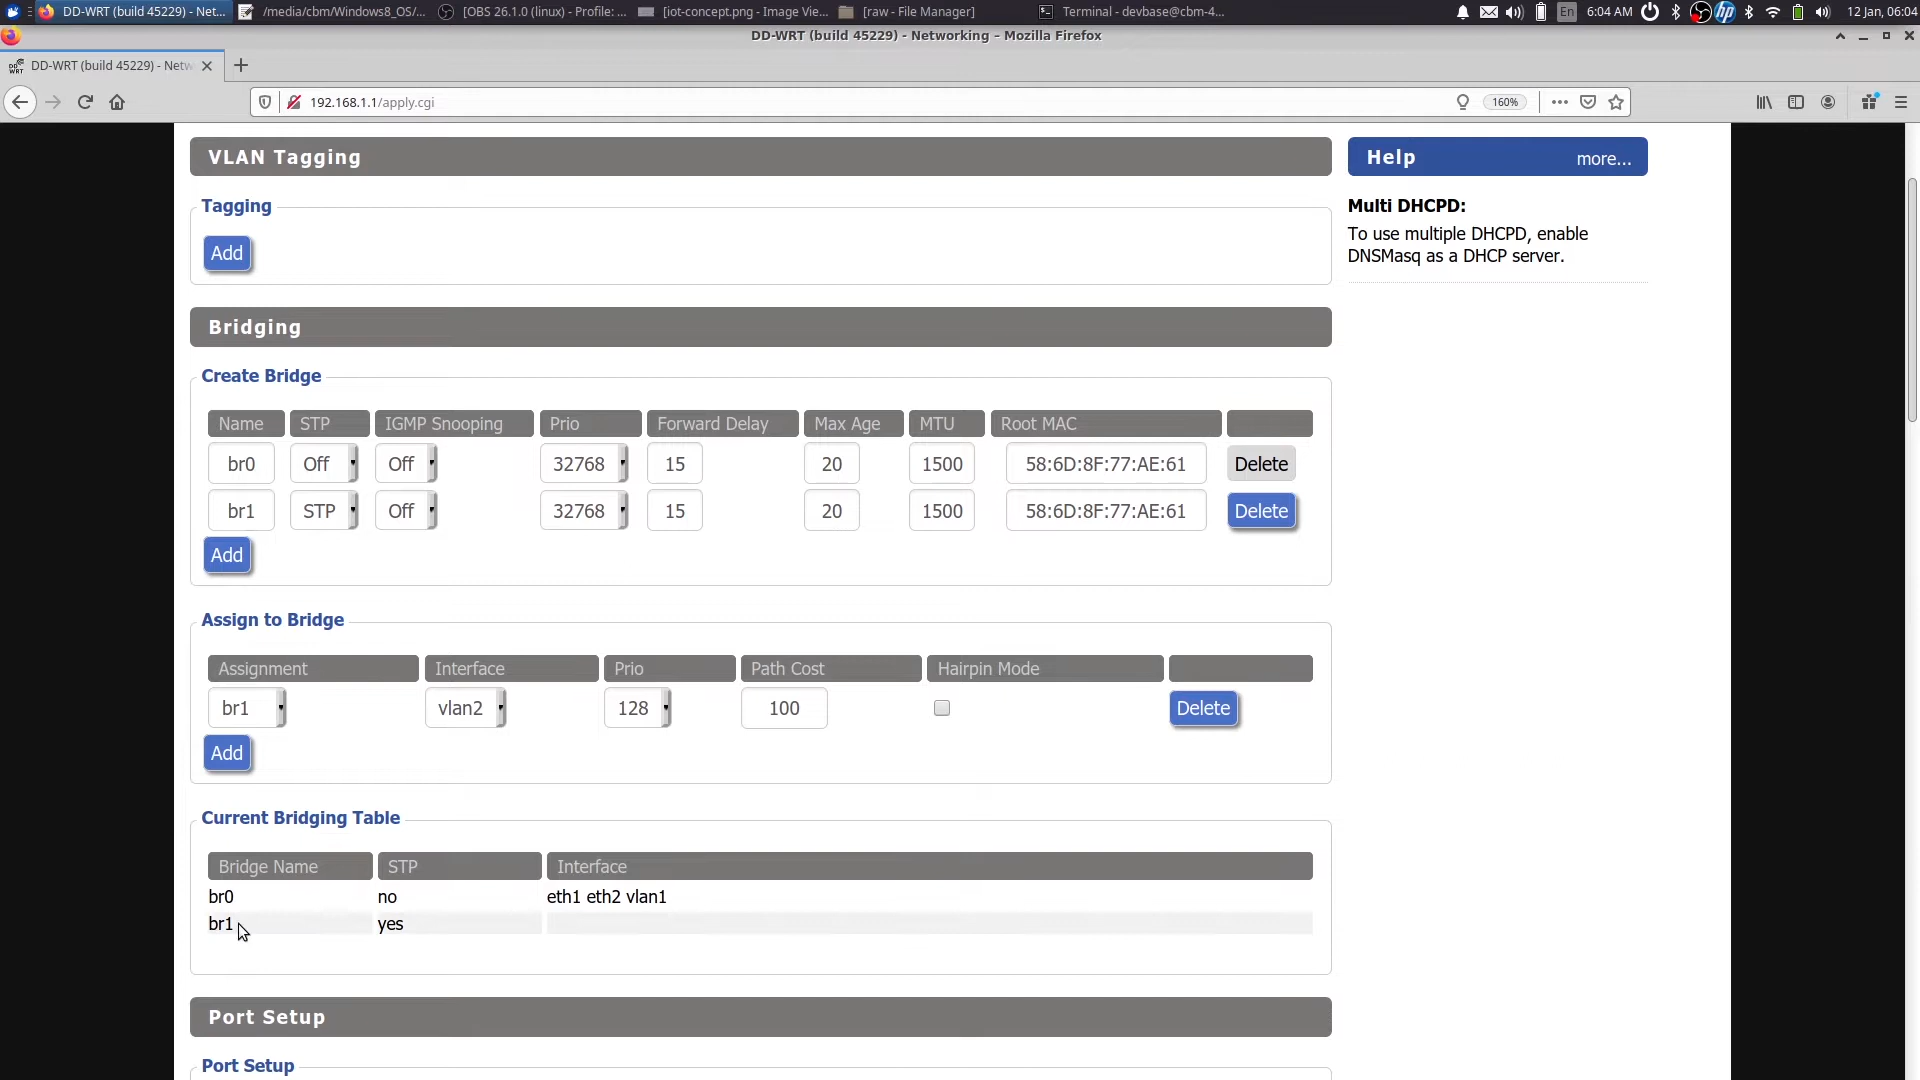 DD-WRT (build 45229) - Net...
/media/cbm/Windows8_OS/...
[OBS 26.1.0 (linux) - Profile: ...
[iot-concept.png - Image Vie...
[raw - File Manager]
Terminal - devbase@cbm-4...
En
6:04 AM
hp
12 Jan, 06:04
DD-WRT (build 45229) - Networking - Mozilla Firefox
DD-WRT (build 45229) - Netw
192.168.1.1/apply.cgi
160%
VLAN Tagging
Help
more...
Tagging
Add
Multi DHCPD:
To use multiple DHCPD, enable
DNSMasq as a DHCP server.
Bridging
Create Bridge
Name STP IGMP Snooping Prio Forward Delay Max Age MTU Root MAC
br0 Off Off 32768 15 20 1500 58:6D:8F:77:AE:61 Delete
br1 STP Off 32768 15 20 1500 58:6D:8F:77:AE:61 Delete
Add
Assign to Bridge
Assignment Interface Prio Path Cost Hairpin Mode
br1 vlan2 128 100 Delete
Add
Current Bridging Table
Bridge Name STP Interface
br0 no eth1 eth2 vlan1
br1 yes
Port Setup
Port Setup